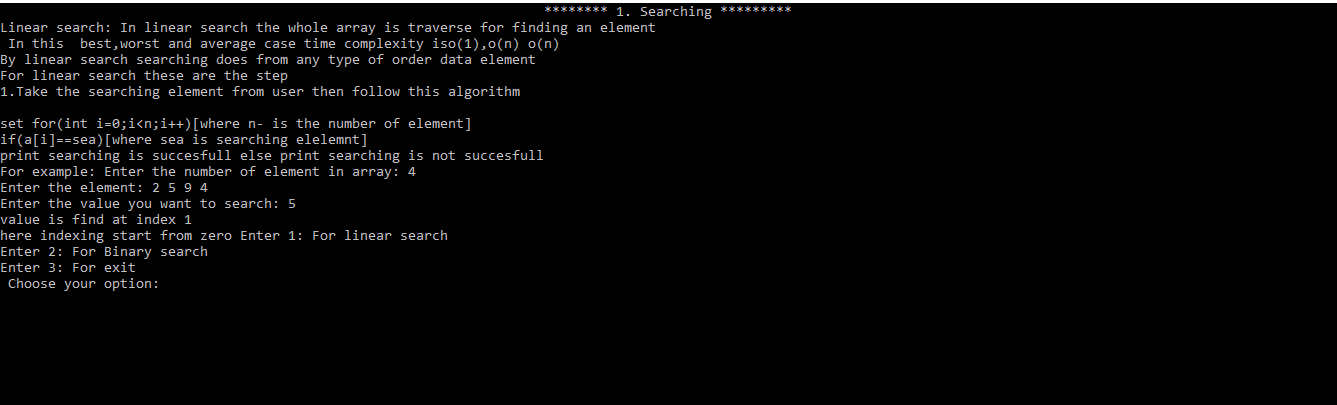 ******** 1. Searching *********
Linear search: In linear search the whole array is traverse for finding an element
In this  best,worst and average case time complexity iso(1),o(n) o(n)
By linear search searching does from any type of order data element
For linear search these are the step
1.Take the searching element from user then follow this algorithm
set for(int i=0;i<n;i++)[where n- is the number of element]
if(a[i]==sea)[where sea is searching elelemnt]
print searching is succesfull else print searching is not succesfull
For example: Enter the number of element in array: 4
Enter the element: 2 5 9 4
Enter the value you want to search: 5
value is find at index 1
here indexing start from zero Enter 1: For linear search
Enter 2: For Binary search
Enter 3: For exit
Choose your option: